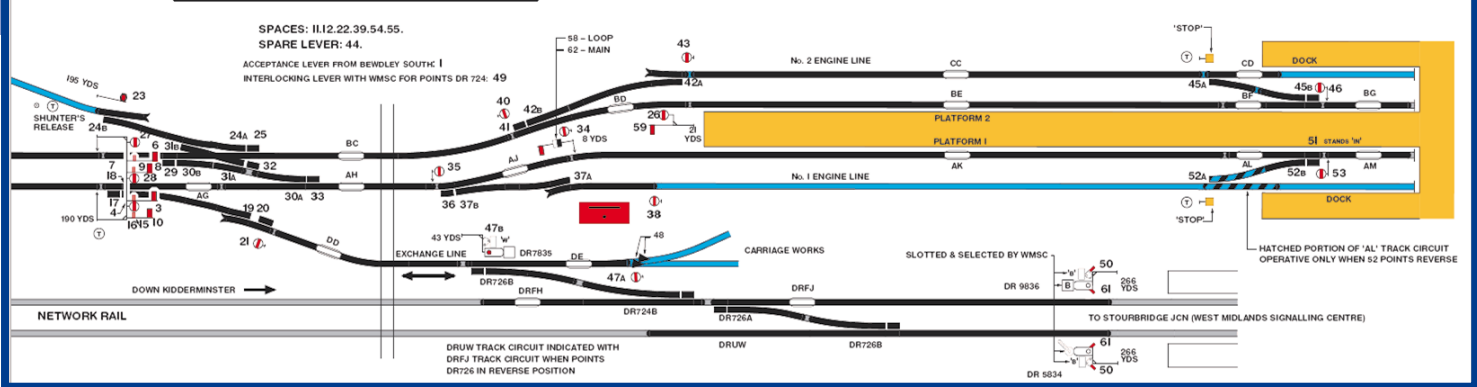 SPACES: 11.12.22.39.54.55.
SPARE LEVER: 44.
ACCEPTANCE LEVER FROM BEWDLEY SOUTH: 1
INTERLOCKING LEVER WITH WMSC FOR POINTS DR 724: 49
58 – LOOP
62 – MAIN
43
'STOP'
T
No. 2 ENGINE LINE
CC
CD
DOCK
195 YDS
23
T
SHUNTER'S
RELEASE
24B
40
42B
41
42A
BD
BE
45A
BF
45B
46
BG
27
6
31B
24A
25
34
8 YDS
26
59
21
YDS
PLATFORM 2
PLATFORM 1
51 STANDS 'IN'
BC
7
9
8
29
30B
32
35
AJ
AK
AL
AM
18
28
31A
AH
37A
No. 1 ENGINE LINE
52A
52B
53
17
4
3
AG
30A
33
36
37B
38
DOCK
190 YDS
16
15
10
19
20
T
'STOP'
T
21
DD
43 YDS
47B
'W'
DR7835
48
EXCHANGE LINE
DE
CARRIAGE WORKS
47A
HATCHED PORTION OF 'AL' TRACK CIRCUIT
OPERATIVE ONLY WHEN 52 POINTS REVERSE
SLOTTED & SELECTED BY WMSC
DR726B
'B'
50
DR 9836
B
61
266
YDS
DOWN KIDDERMINSTER
DRFH
DRFJ
DR724B
DR726A
NETWORK RAIL
TO STOURBRIDGE JCN (WEST MIDLANDS SIGNALLING CENTRE)
DRUW
DR726B
DRUW TRACK CIRCUIT INDICATED WITH
DRFJ TRACK CIRCUIT WHEN POINTS
DR726 IN REVERSE POSITION
61
266
YDS
'B'
50
DR 5834